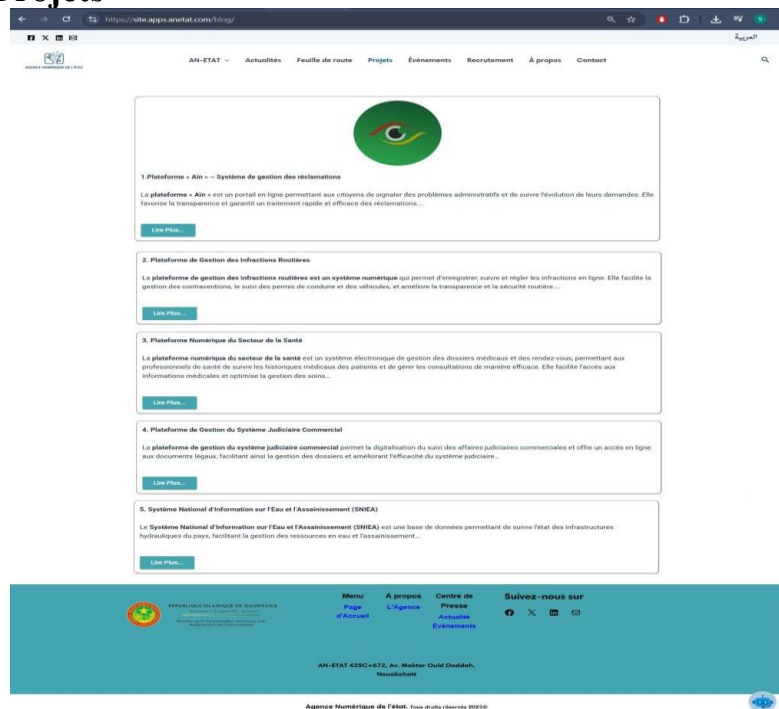 Projets
https://site.apps.anetat.com/blog/
العربية
AGENCE NUMÉRIQUE DE L'ÉTAT
AN-ETAT Actualités Feuille de route Projets Événements Recrutement À propos Contact
1.Plateforme « Ain » – Système de gestion des réclamations
La plateforme « Ain » est un portail en ligne permettant aux citoyens de signaler des problèmes administratifs et de suivre l'évolution de leurs demandes. Elle
favorise la transparence et garantit un traitement rapide et efficace des réclamations...
Lire Plus...
2. Plateforme de Gestion des Infractions Routières
La plateforme de gestion des infractions routières est un système numérique qui permet d'enregistrer, suivre et régler les infractions en ligne. Elle facilite la
gestion des contraventions, le suivi des permis de conduire et des véhicules, et améliore la transparence et la sécurité routière...
Lire Plus...
3. Plateforme Numérique du Secteur de la Santé
La plateforme numérique du secteur de la santé est un système électronique de gestion des dossiers médicaux et des rendez-vous, permettant aux
professionnels de santé de suivre les historiques médicaux des patients et de gérer les consultations de manière efficace. Elle facilite l'accès aux
informations médicales et optimise la gestion des soins...
Lire Plus...
4. Plateforme de Gestion du Système Judiciaire Commercial
La plateforme de gestion du système judiciaire commercial permet la digitalisation du suivi des affaires judiciaires commerciales et offre un accès en ligne
aux documents légaux, facilitant ainsi la gestion des dossiers et améliorant l'efficacité du système judiciaire...
Lire Plus...
5. Système National d'Information sur l'Eau et l'Assainissement (SNIEA)
Le Système National d'Information sur l'Eau et l'Assainissement (SNIEA) est une base de données permettant de suivre l'état des infrastructures
hydrauliques du pays, facilitant la gestion des ressources en eau et l'assainissement...
Lire Plus...
RÉPUBLIQUE ISLAMIQUE DE MAURITANIE
Menu
Page
d'Accueil
À propos
L'Agence
Centre de
Presse
Actualité
Événements
Suivez-nous sur
AN-ETAT 425C+672, Av. Moktar Ould Daddah,
Nouakchott
Agence Numérique de l'état. Tous droits réservés 2025©